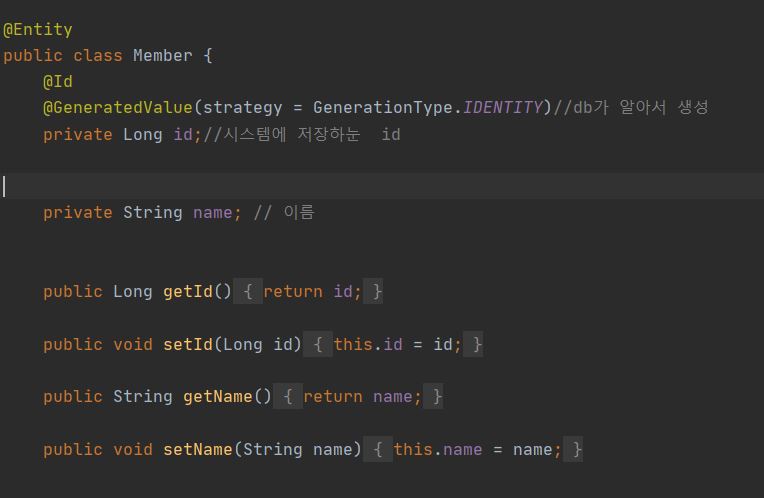 @Entity
public class Member {
@Id
@GeneratedValue(strategy = GenerationType.IDENTITY)//db가 알아서 생성
private Long id;//시스템에 저장하눈 id
private String name; // 이름
public Long getId() { return id; }
public void setId(Long id) { this.id = id; }
public String getName() { return name; }
public void setName(String name) { this.name = name; }